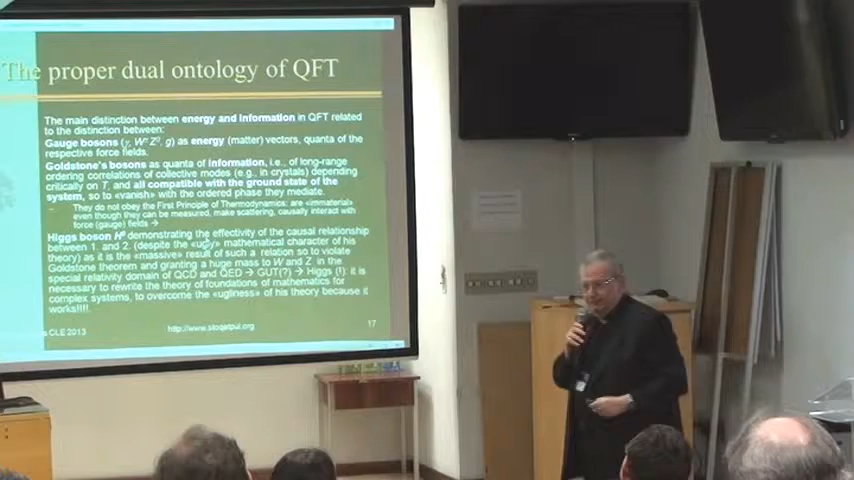 The proper dual ontology of QFT
The main distinction between energy and information in QFT related
to the distinction between:
Gauge bosons (γ, W± Z⁰, g) as energy (matter) vectors, quanta of the
respective force fields.
Goldstone's bosons as quanta of information, i.e., of long-range
ordering correlations of collective modes (e.g., in crystals) depending
critically on T, and all compatible with the ground state of the
system, so to «vanish» with the ordered phase they mediate.
They do not obey the First Principle of Thermodynamics: are «immaterial»
even though they can be measured, make scattering, causally interact with
force (gauge) fields →
Higgs boson H⁰ demonstrating the effectivity of the causal relationship
between 1. and 2. (despite the «ugly» mathematical character of his
theory) as it is the «massive» result of such a relation so to violate
Goldstone theorem and granting a huge mass to W and Z in the
special relativity domain of QCD and QED → GUT(?) → Higgs (!): it is
necessary to rewrite the theory of foundations of mathematics for
complex systems, to overcome the «ugliness» of his theory because it
works!!!!
CLE 2013 http://www.stoqatpul.org 17